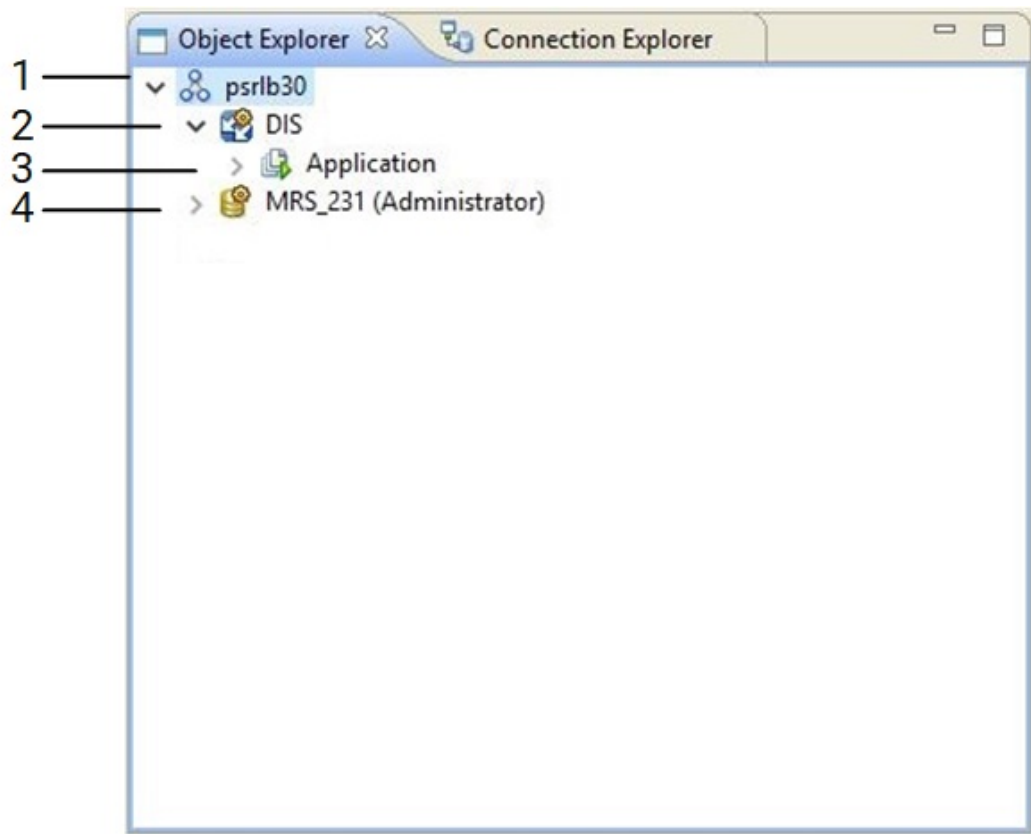 Object Explorer Connection Explorer
1 psrlb30
2 DIS
3 Application
4 MRS_231 (Administrator)